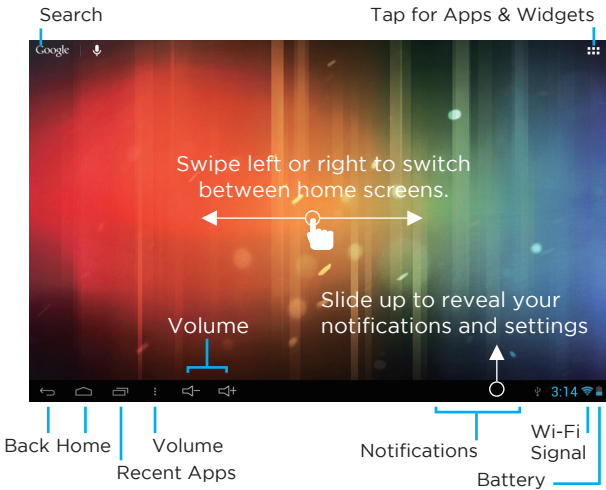 Search
Tap for Apps & Widgets
Google
Swipe left or right to switch
between home screens.
Slide up to reveal your
notifications and settings
Volume
3:14
Back Home
Volume
Recent Apps
Notifications
Wi-Fi
Signal
Battery